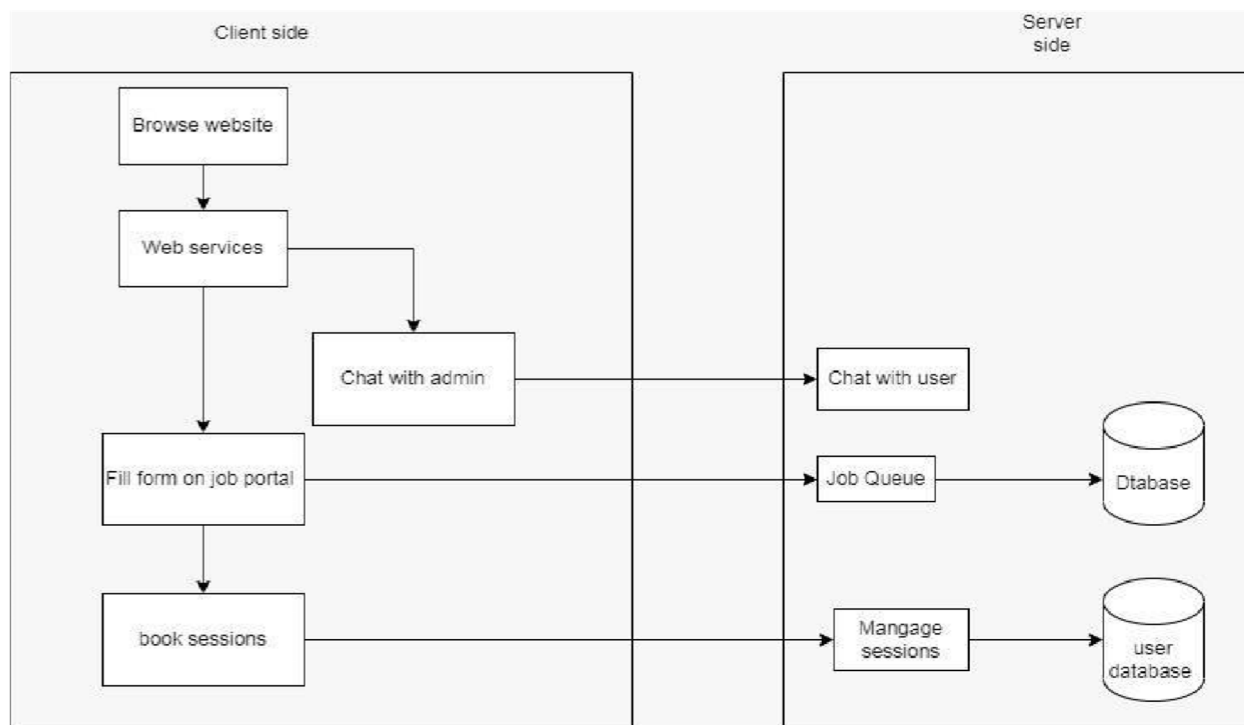 Client side
Server
side
Browse website
Web services
Chat with admin
Chat with user
Fill form on job portal
Job Queue
Dtabase
book sessions
Mangage
sessions
user
database